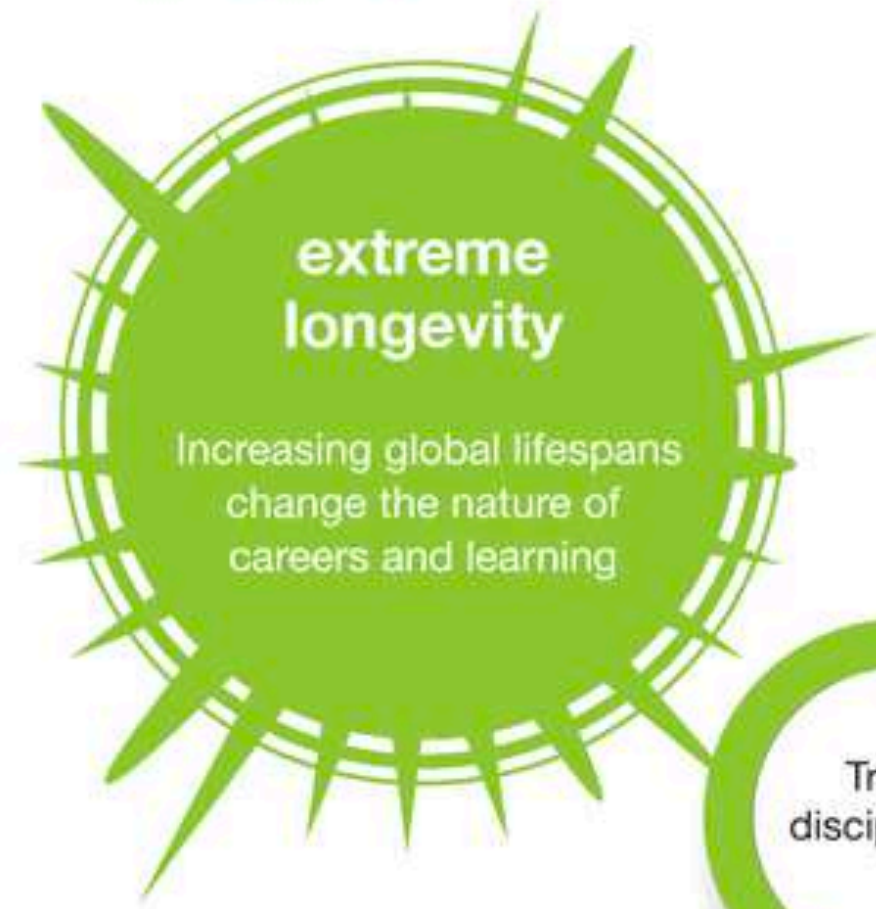 extreme
longevity
Increasing global lifespans
change the nature of
careers and learning